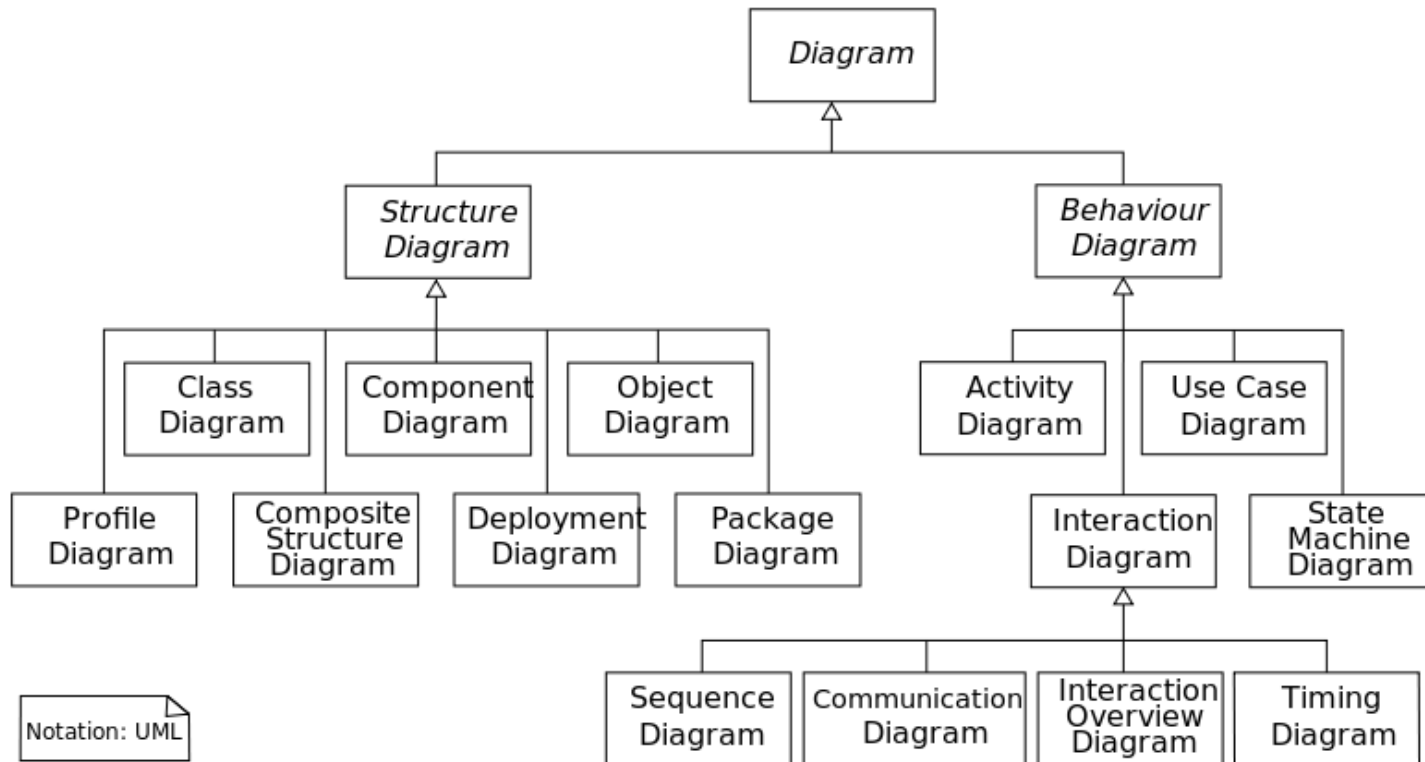 Diagram
Structure
Diagram
Behaviour
Diagram
Class
Diagram
Component
Diagram
Object
Diagram
Activity
Diagram
Use Case
Diagram
Profile
Diagram
Composite
Structure
Diagram
Deployment
Diagram
Package
Diagram
Interaction
Diagram
State
Machine
Diagram
Sequence
Diagram
Communication
Diagram
Interaction
Overview
Diagram
Timing
Diagram
Notation: UML